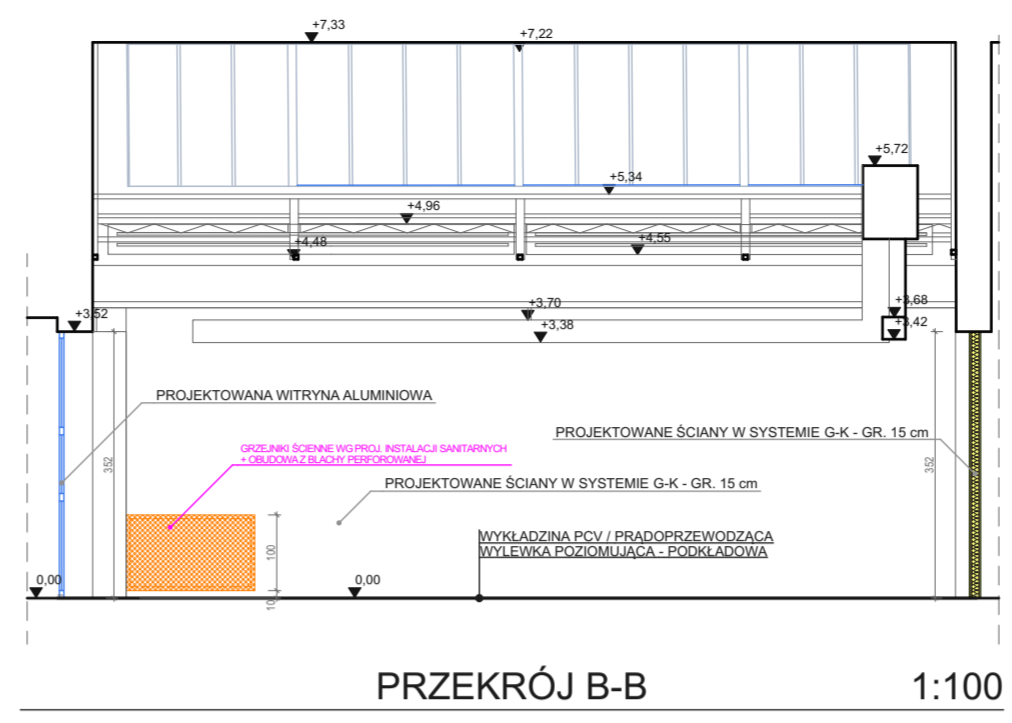 +7,33
+7,22
+5,72
+5,34
+4,96
+4,48
+4,55
+3,52
+3,70
+3,68
+3,38
+3,42
PROJEKTOWANA WITRYNA ALUMINIOWA
GRZEJNIKI ŚCIENNE WG PROJ. INSTALACJI SANITARNYCH
+ OBUDOWA Z BLACHY PERFOROWANEJ
PROJEKTOWANE ŚCIANY W SYSTEMIE G-K - GR. 15 cm
352
352
PROJEKTOWANE ŚCIANY W SYSTEMIE G-K - GR. 15 cm
WYKŁADZINA PCV / PRĄDOPRZEWODZĄCA
WYLEWKA POZIOMUJĄCA - PODKŁADOWA
100
0,00
0,00
10
PRZEKRÓJ B-B
1:100